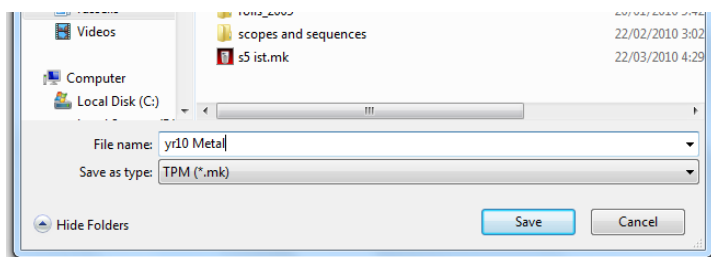 rolls_2009
Videos
scopes and sequences 22/02/2010 3:02
s5 ist.mk 22/03/2010 4:29
Computer
Local Disk (C:)
File name: yr10 Metal
Save as type: TPM (*.mk)
Hide Folders Save Cancel